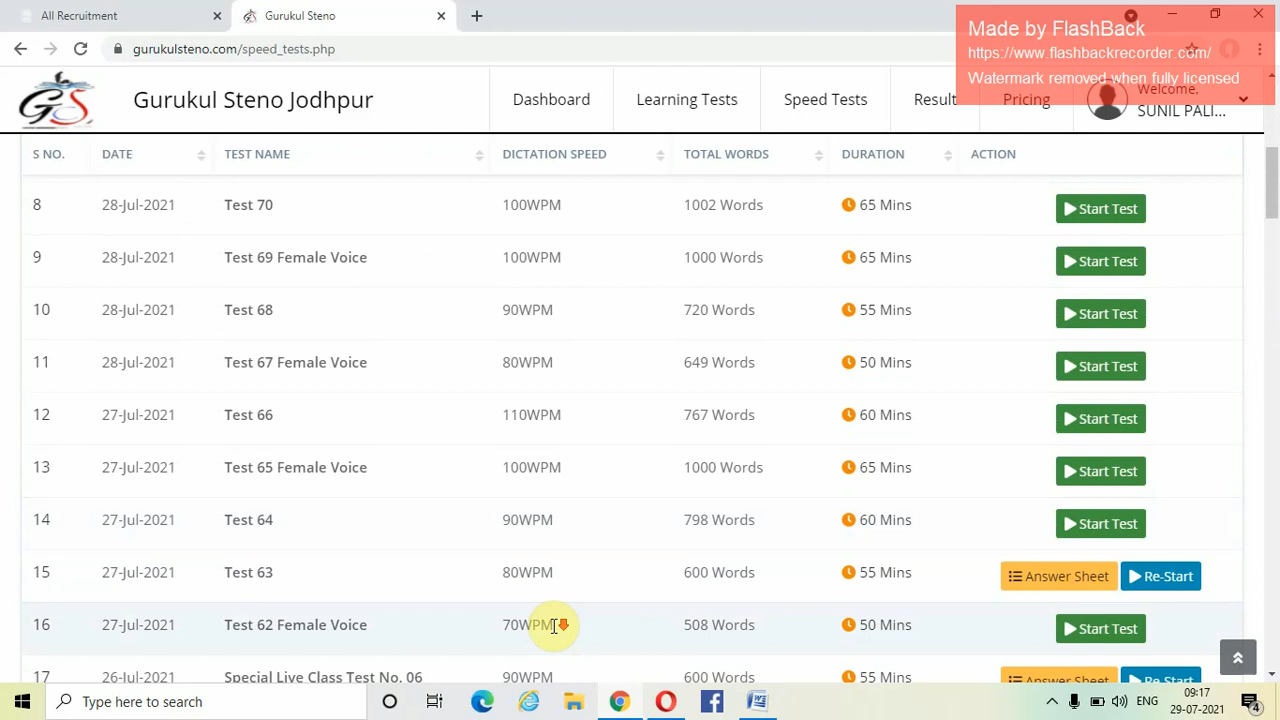 All Recruitment
Gurukul Steno
gurukulsteno.com/speed_tests.php
Made by FlashBack
https://www.flashbackrecorder.com/
Watermark removed when fully licensed
GS
Gurukul Steno Jodhpur
Dashboard
Learning Tests
Speed Tests
Result
Pricing
Welcome,
SUNIL PALI...
S NO. DATE TEST NAME DICTATION SPEED TOTAL WORDS DURATION ACTION
8 28-Jul-2021 Test 70 100WPM 1002 Words 65 Mins Start Test
9 28-Jul-2021 Test 69 Female Voice 100WPM 1000 Words 65 Mins Start Test
10 28-Jul-2021 Test 68 90WPM 720 Words 55 Mins Start Test
11 28-Jul-2021 Test 67 Female Voice 80WPM 649 Words 50 Mins Start Test
12 27-Jul-2021 Test 66 110WPM 767 Words 60 Mins Start Test
13 27-Jul-2021 Test 65 Female Voice 100WPM 1000 Words 65 Mins Start Test
14 27-Jul-2021 Test 64 90WPM 798 Words 60 Mins Start Test
15 27-Jul-2021 Test 63 80WPM 600 Words 55 Mins Answer Sheet Re-Start
16 27-Jul-2021 Test 62 Female Voice 70WPM 508 Words 50 Mins Start Test
17 26-Jul-2021 Special Live Class Test No. 06 90WPM 600 Words 55 Mins Answer Sheet Re-Start
Type here to search
ENG
09:17
29-07-2021
4